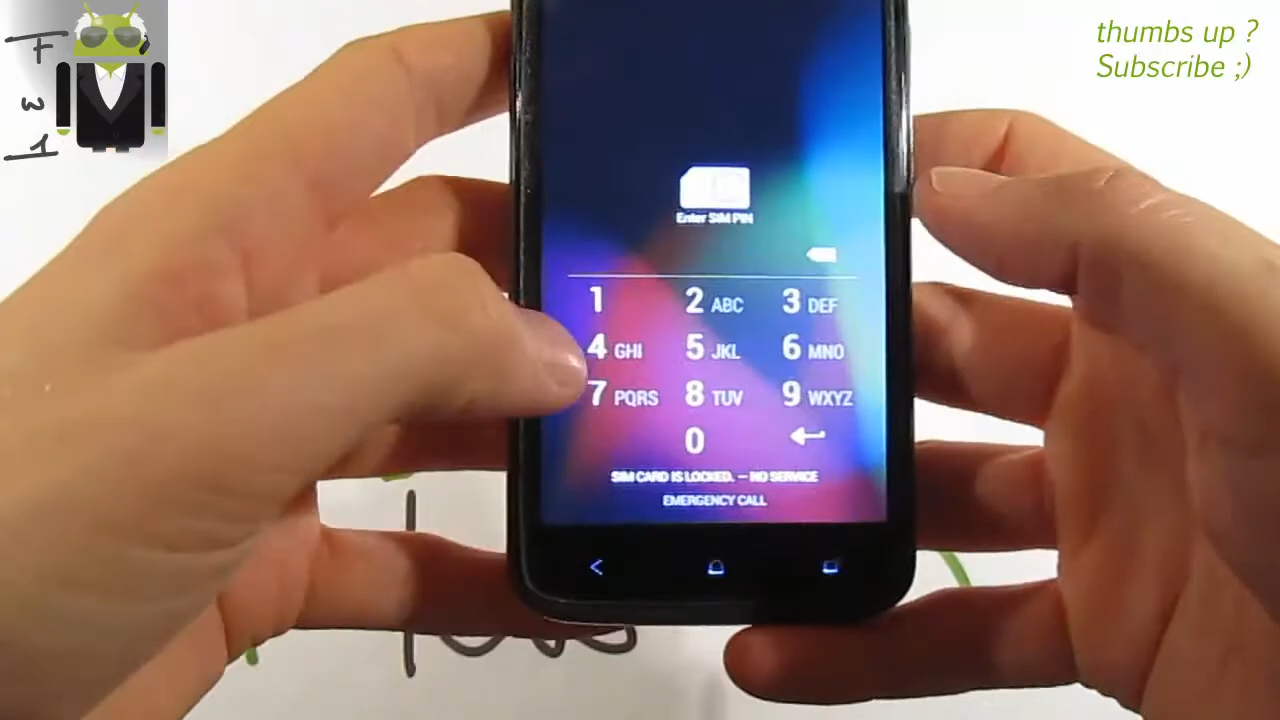 thumbs up ?
Subscribe ;)
F
w
1
Enter SIM PIN
1 2 ABC 3 DEF
4 GHI 5 JKL 6 MNO
7 PQRS 8 TUV 9 WXYZ
0
SIM CARD IS LOCKED. — NO SERVICE
EMERGENCY CALL